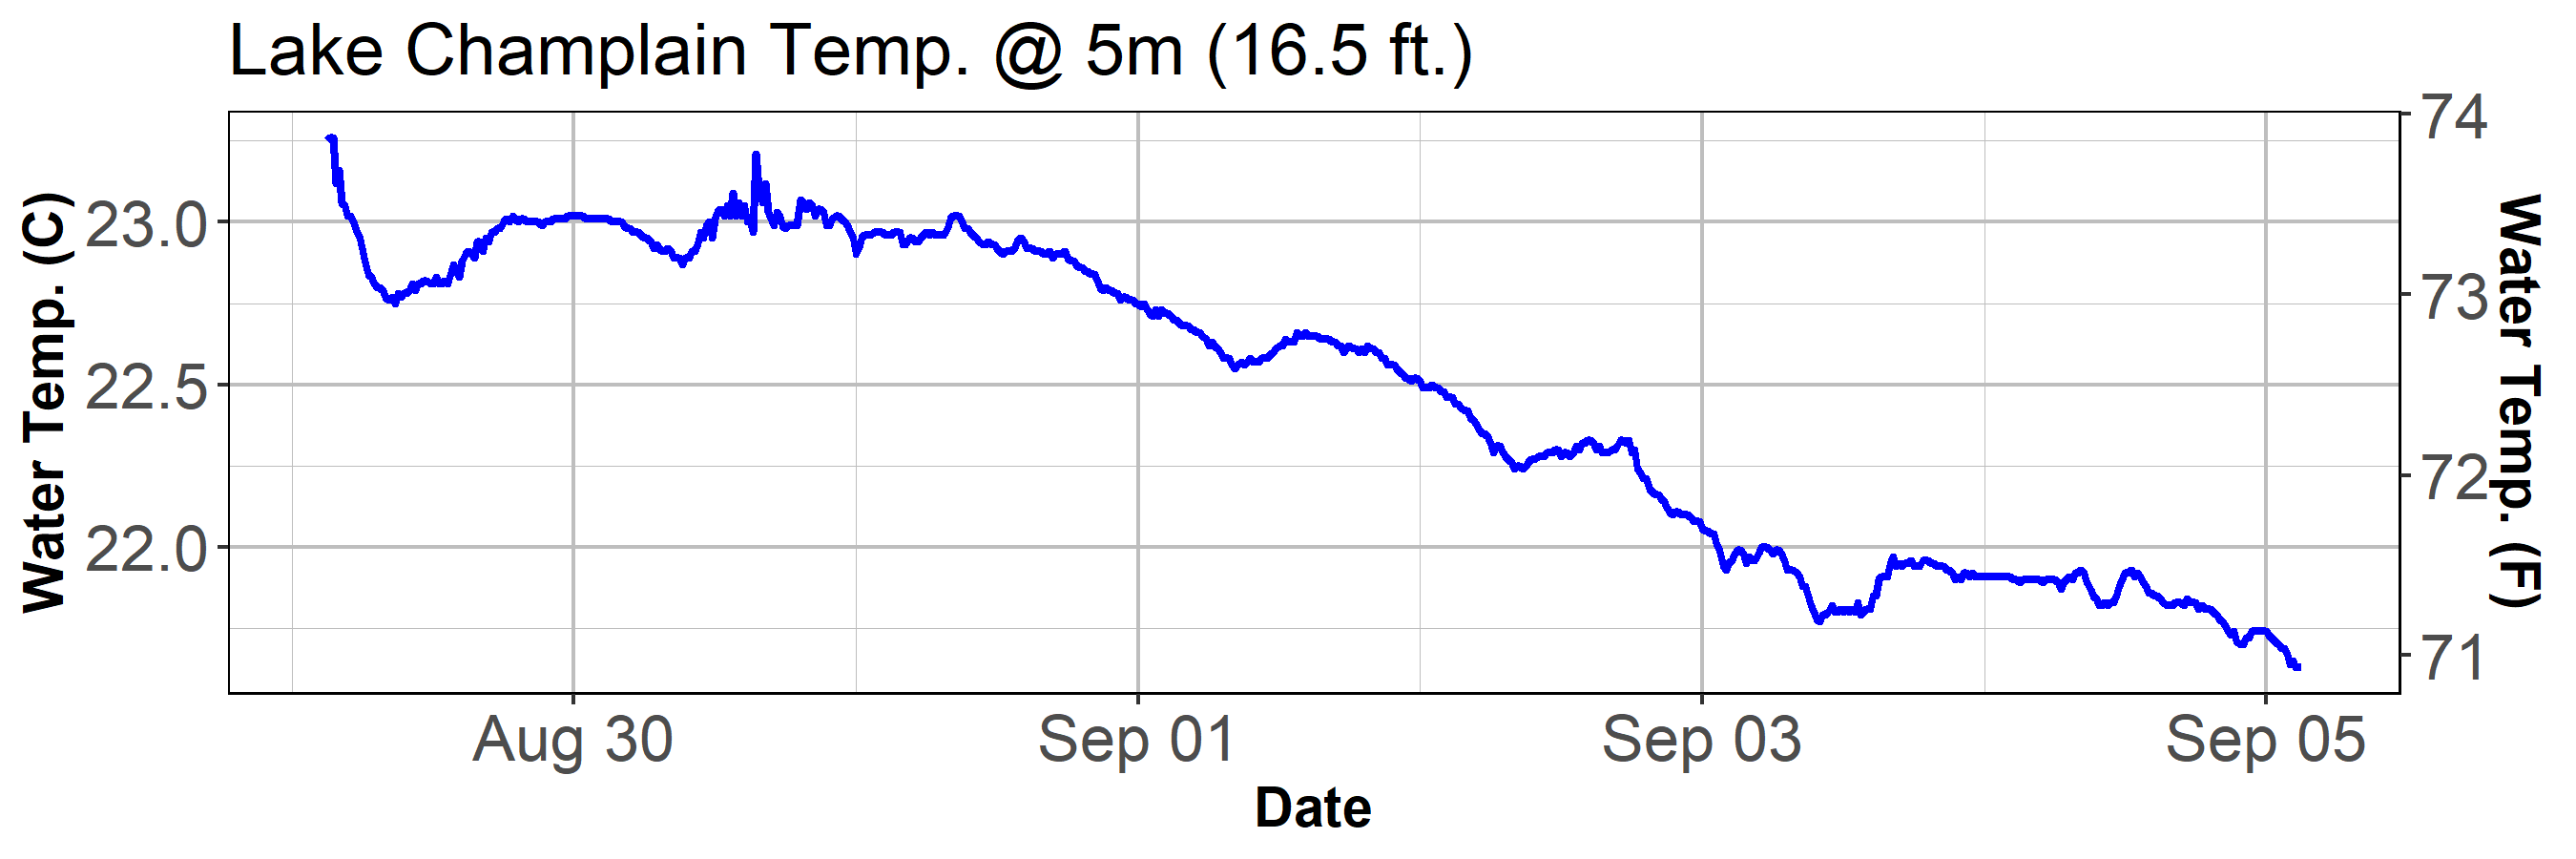 Lake Champlain Temp. @ 5m (16.5 ft.)
Water Temp. (C)
23.0
22.5
22.0
74
73
72
71
Water Temp. (F)
Aug 30
Sep 01
Sep 03
Sep 05
Date